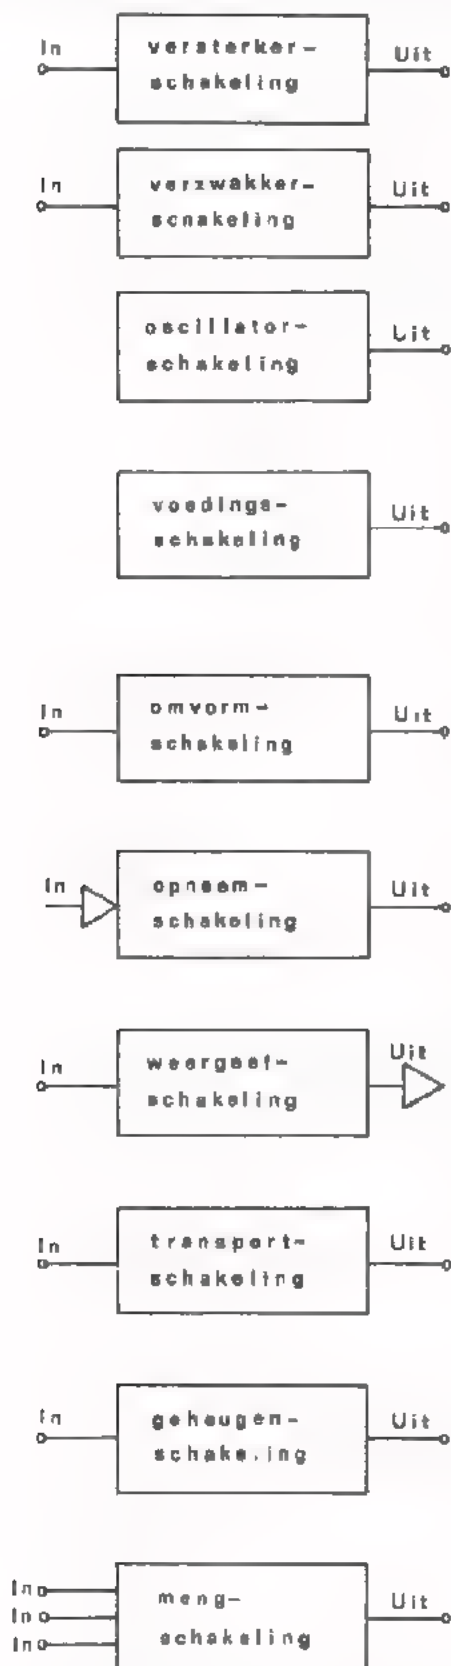 In versterker- Uit
schakeling
In verzwakker- Uit
scnakeling
oscillator- Uit
schakeling
voedings- Uit
schakeling
In omvorm- Uit
schakeling
In opneem- Uit
schakeling
In weergeef- Uit
schakeling
In transport- Uit
schakeling
In geheugen- Uit
schakeling
In
In meng- Uit
In schakeling